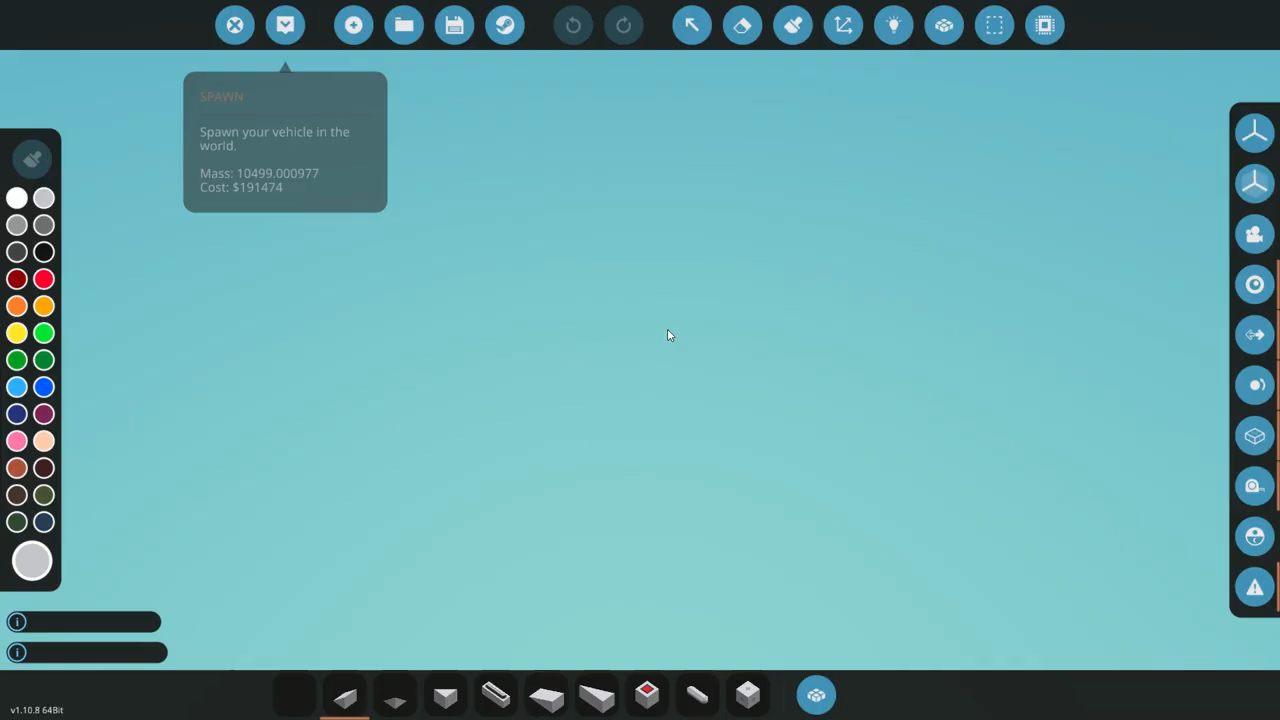 SPAWN
Spawn your vehicle in the
world.
Mass: 10499.000977
Cost: $191474
v1.10.8 64Bit